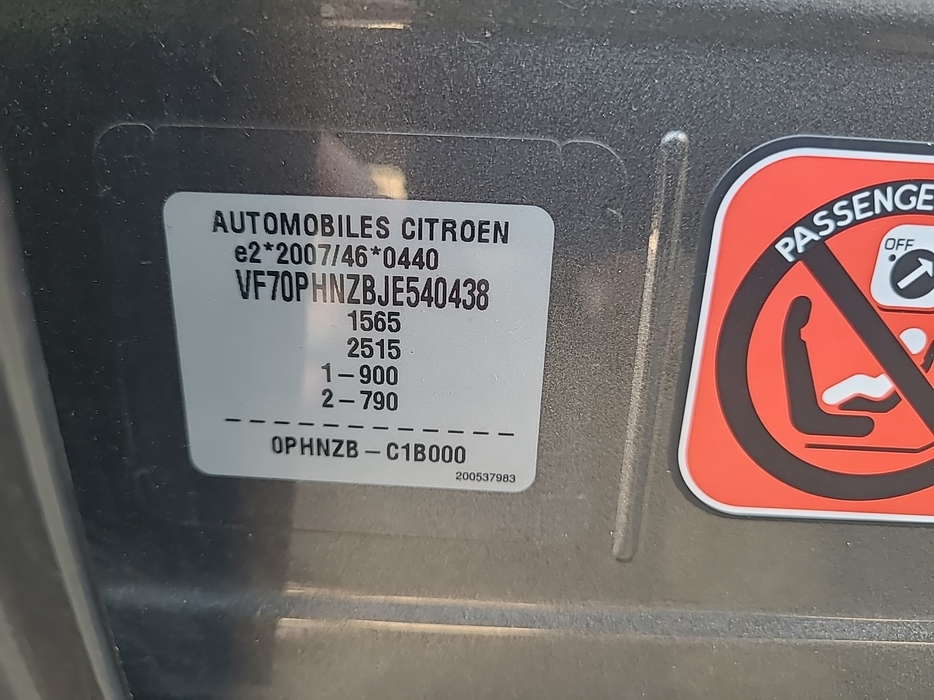 AUTOMOBILES CITROEN
e2*2007/46*0440
VF70PHNZBJE540438
1565
2515
1–900
2–790
0PHNZB–C1B000
200537983
PASSENGE
OFF